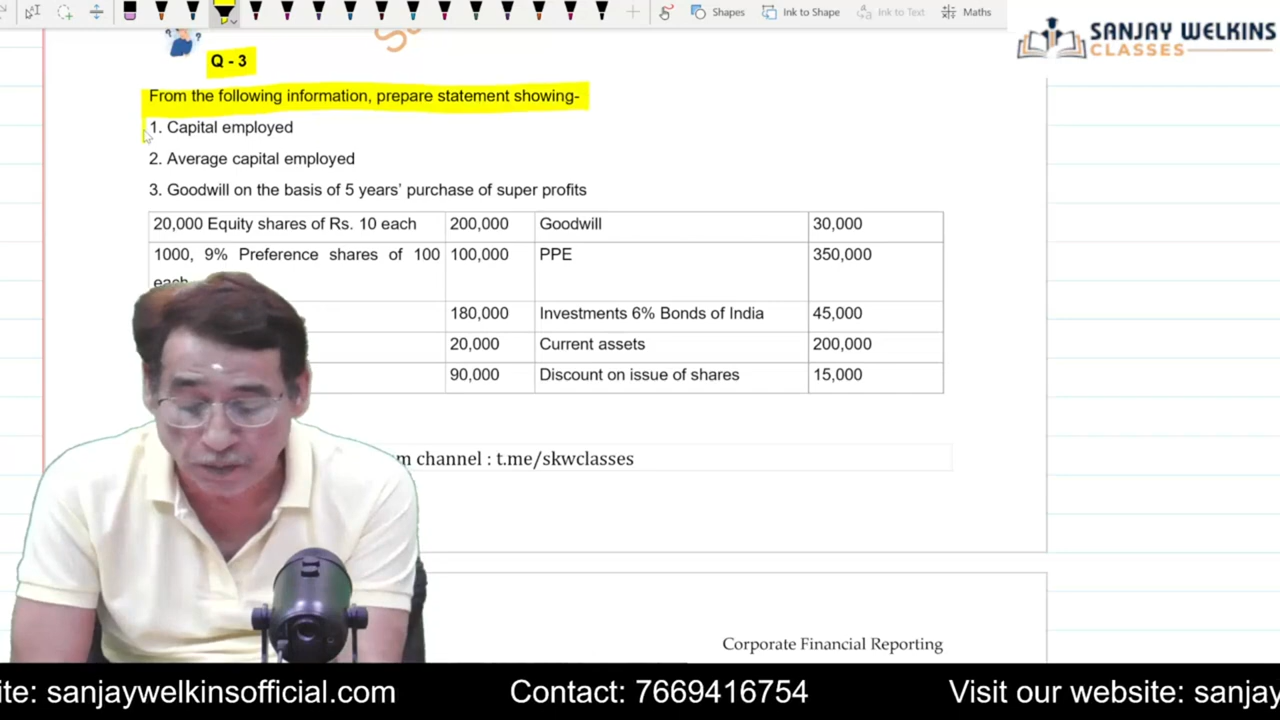 Shapes
Ink to Shape
Ink to Text
Maths
SANJAY WELKINS
CLASSES
Q - 3
From the following information, prepare statement showing-
1. Capital employed
2. Average capital employed
3. Goodwill on the basis of 5 years’ purchase of super profits
20,000 Equity shares of Rs. 10 each 200,000 Goodwill 30,000
1000, 9% Preference shares of 100 100,000 PPE 350,000
each
180,000 Investments 6% Bonds of India 45,000
20,000 Current assets 200,000
90,000 Discount on issue of shares 15,000
m channel : t.me/skwclasses
Corporate Financial Reporting
ite: sanjaywelkinsofficial.com Contact: 7669416754 Visit our website: sanjay